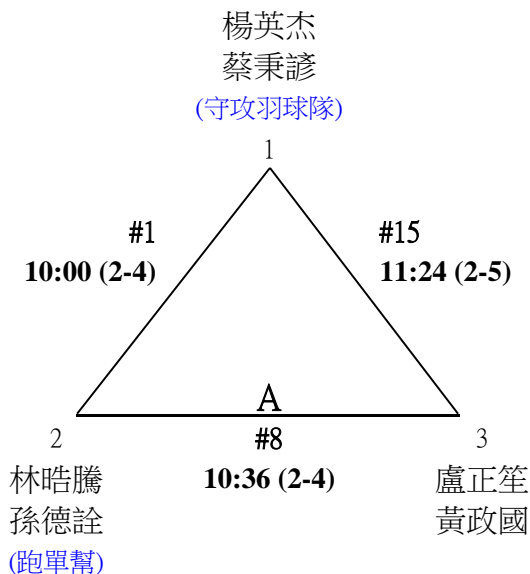 楊英杰
蔡秉諺
(守攻羽球隊)
1
#1
#15
10:00 (2-4)
11:24 (2-5)
A
2
#8
3
林晧騰
10:36 (2-4)
盧正笙
孫德詮
黃政國
(跑單幫)